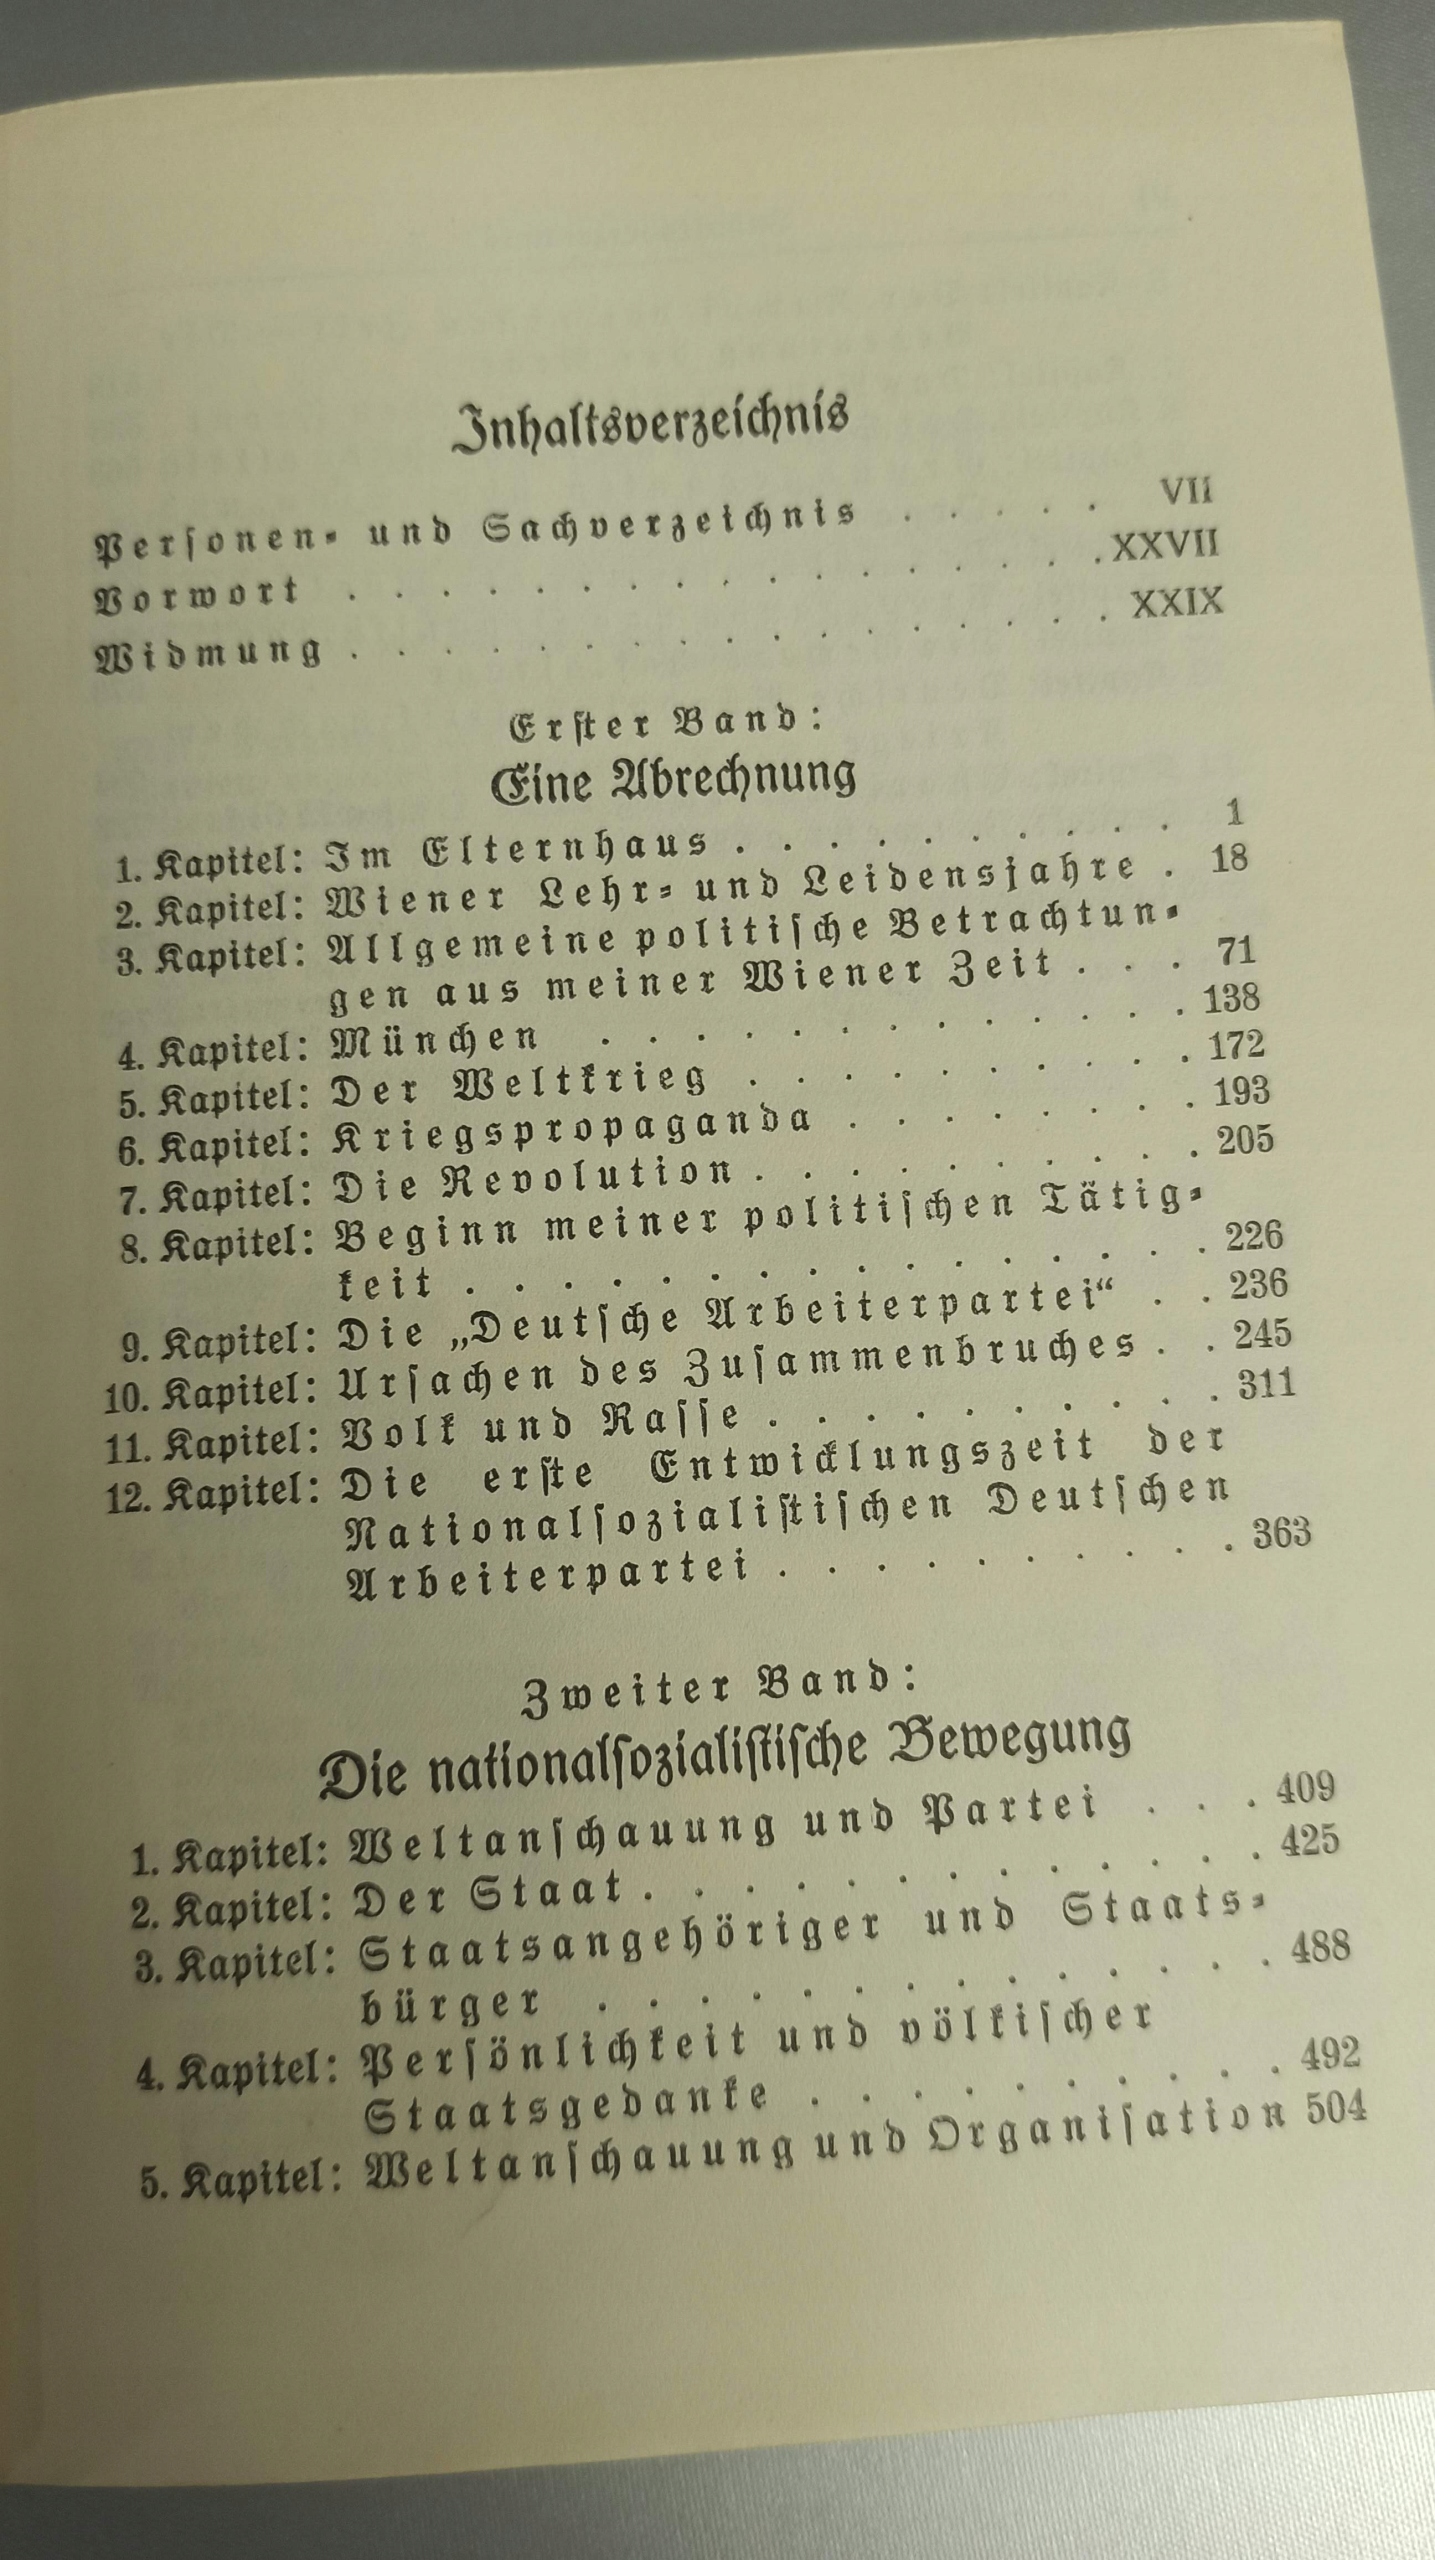 Inhaltsverzeichnis
Personen- und Sachverzeichnis . . . . . VII
Vorwort . . . . . . . . . . . . . . . . . XXVII
Widmung . . . . . . . . . . . . . . . . . XXIX
Erster Band:
Eine Abrechnung
1. Kapitel: Im Elternhaus . . . . . . . . . . 1
2. Kapitel: Wiener Lehr- und Leidensjahre . 18
3. Kapitel: Allgemeine politiſche Betrachtun-
gen aus meiner Wiener Zeit . . . 71
4. Kapitel: München . . . . . . . . . . . . . 138
5. Kapitel: Der Weltkrieg . . . . . . . . . . 172
6. Kapitel: Kriegspropaganda . . . . . . . . 193
7. Kapitel: Die Revolution . . . . . . . . . . 205
8. Kapitel: Beginn meiner politiſchen Tätig-
keit . . . . . . . . . . . . . . . . 226
9. Kapitel: Die „Deutſche Arbeiterpartei“ . . 236
10. Kapitel: Urſachen des Zuſammenbruches . . 245
11. Kapitel: Volk und Raſſe . . . . . . . . . . 311
12. Kapitel: Die erſte Entwicklungszeit der
Nationalſozialiſtiſchen Deutſchen
Arbeiterpartei . . . . . . . . . . 363
Zweiter Band:
Die nationalſozialiſtiſche Bewegung
1. Kapitel: Weltanſchauung und Partei . . . 409
2. Kapitel: Der Staat . . . . . . . . . . . . . 425
3. Kapitel: Staatsangehöriger und Staats-
bürger . . . . . . . . . . . . . . 488
4. Kapitel: Perſönlichkeit und völkiſcher
Staatsgedanke . . . . . . . . . . 492
5. Kapitel: Weltanſchauung und Organiſation 504